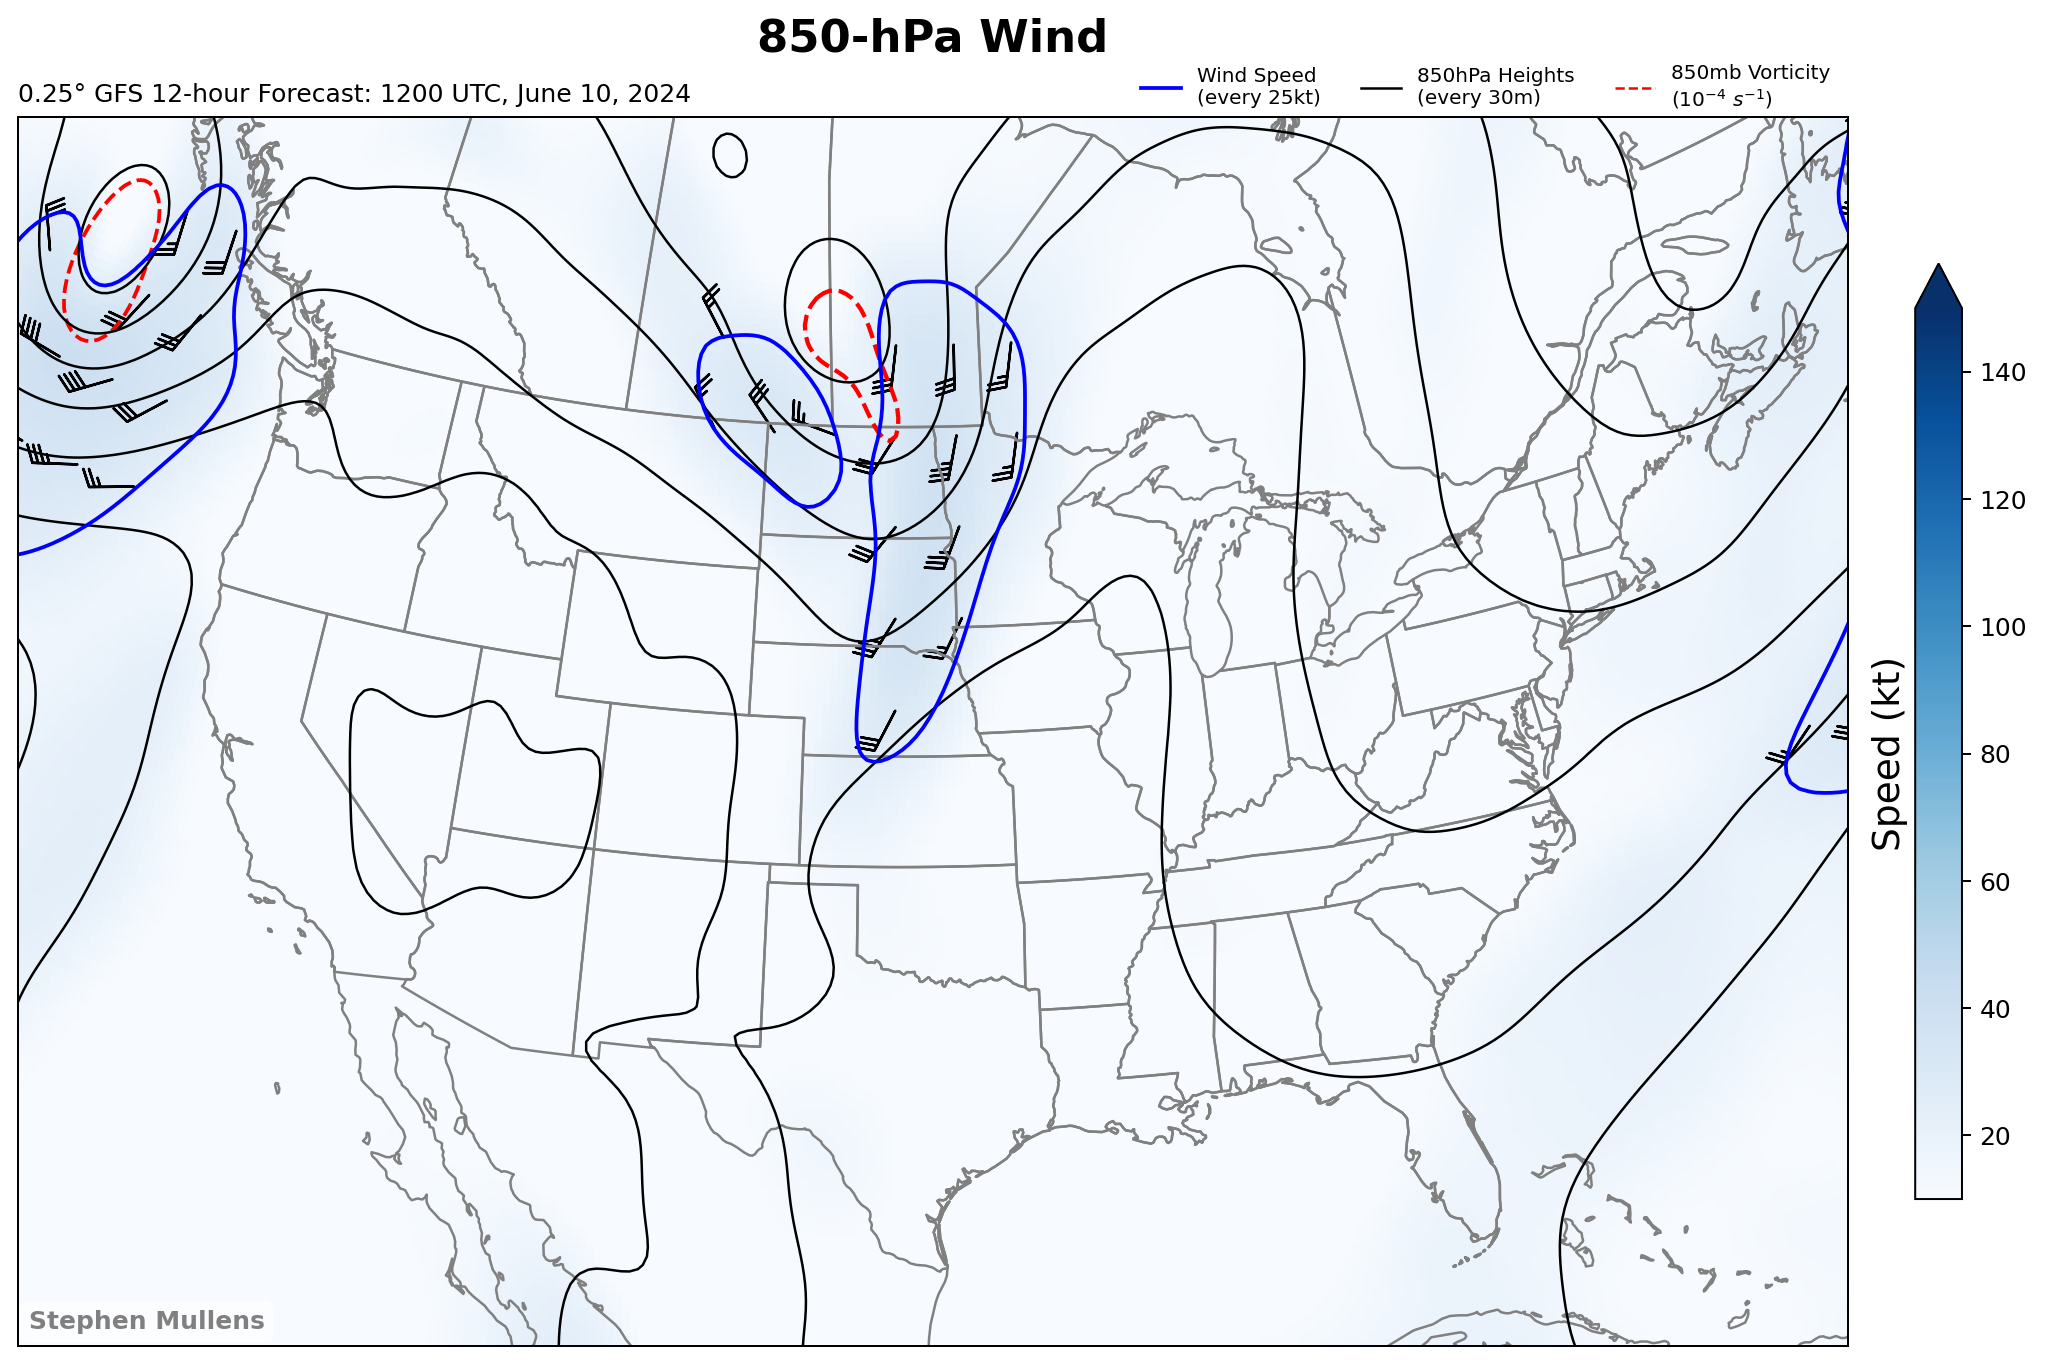 850-hPa Wind
0.25° GFS 12-hour Forecast: 1200 UTC, June 10, 2024
Wind Speed
(every 25kt)
850hPa Heights
(every 30m)
850mb Vorticity
(10⁻⁴ s⁻¹)
140
120
100
80
60
40
20
Speed (kt)
Stephen Mullens